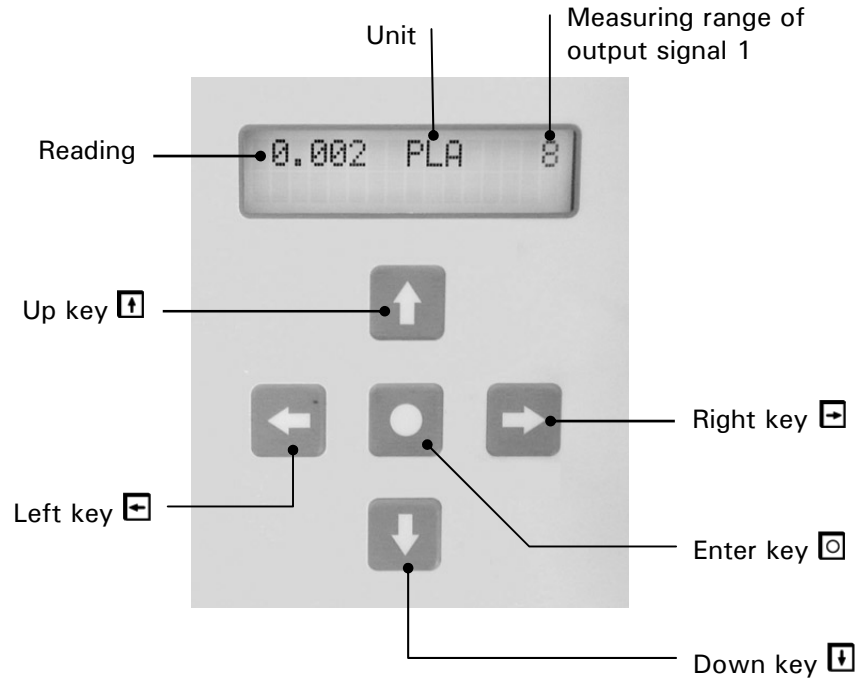 Measuring range of
output signal 1
Unit
Reading
0.002 PLA 8
Up key
Right key
Left key
Enter key
Down key